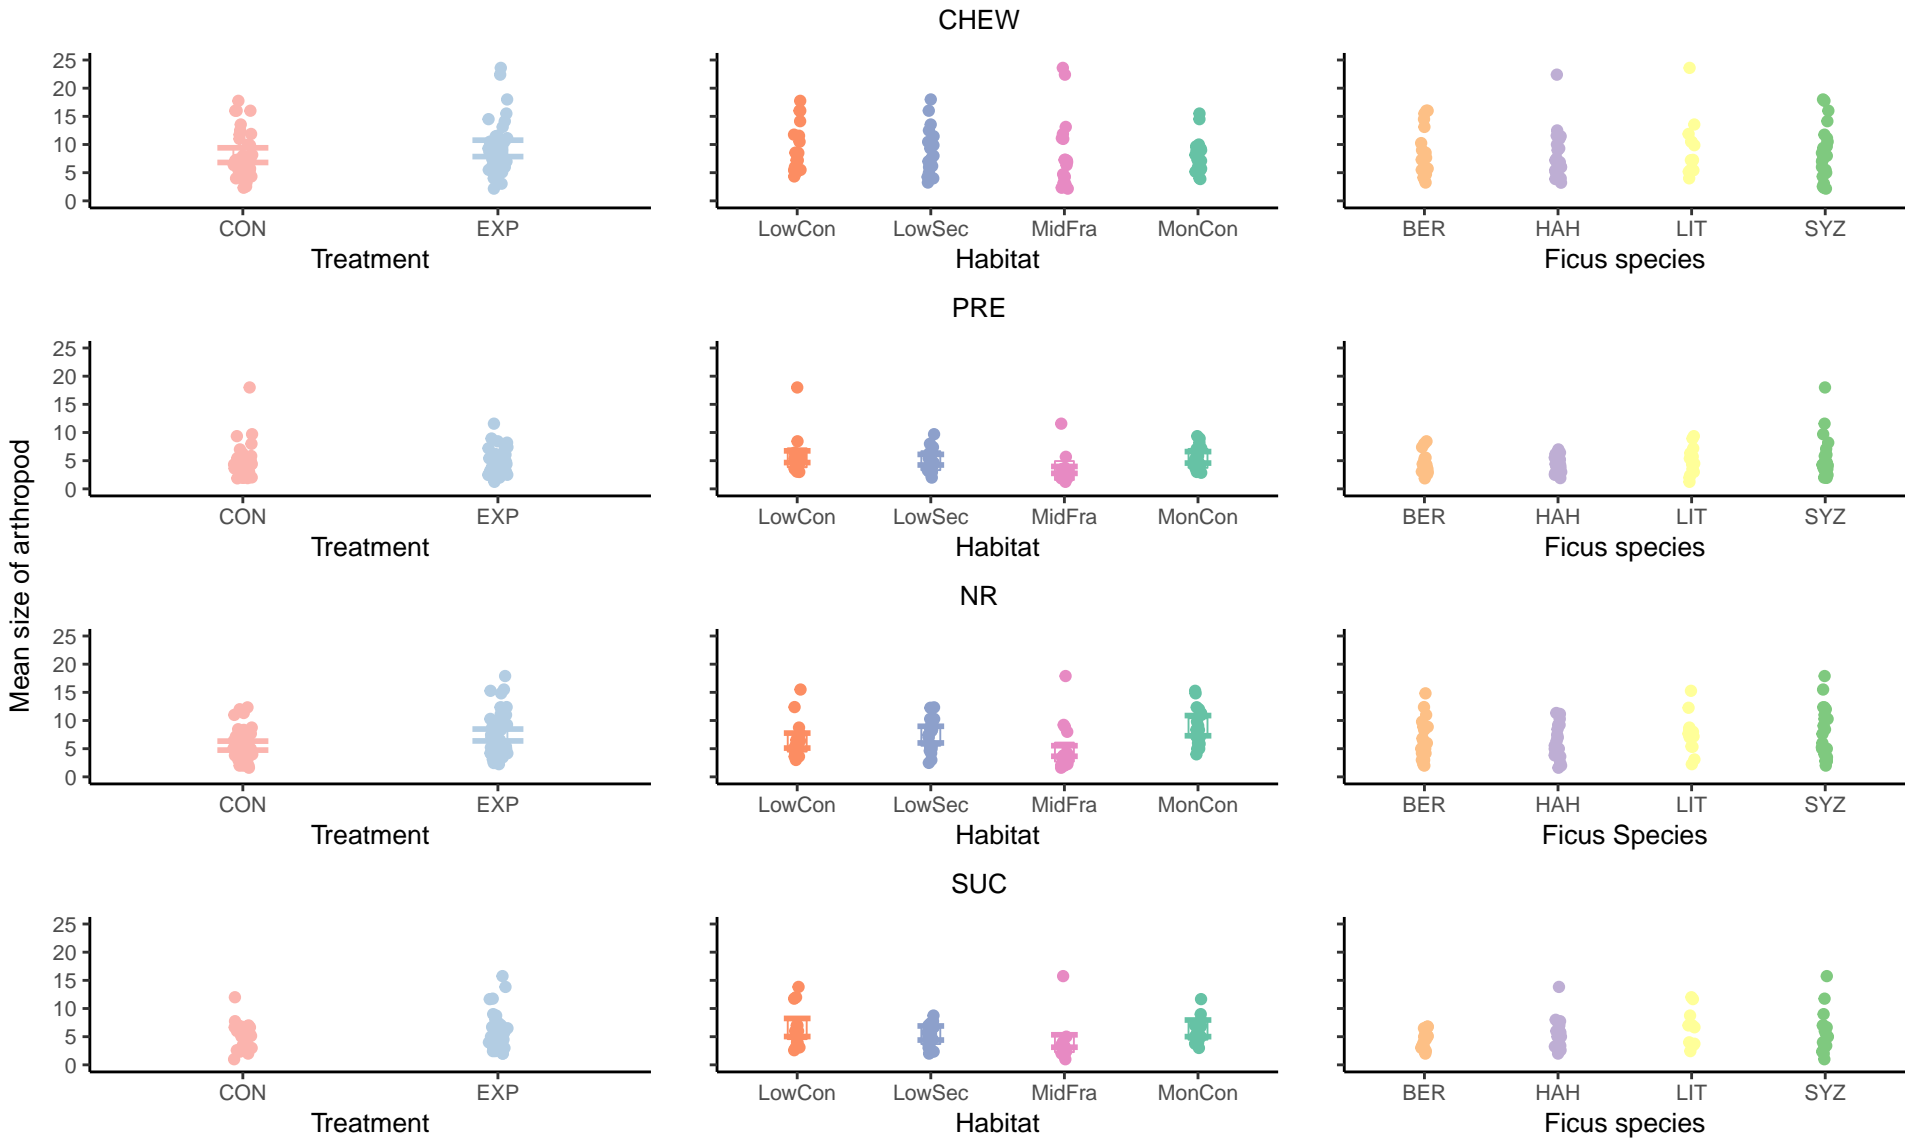 CHEW
25
20
15
10
5
0
CON EXP LowCon LowSec MidFra MonCon BER HAH LIT SYZ
Treatment Habitat Ficus species
PRE
25
20
15
10
5
0
CON EXP LowCon LowSec MidFra MonCon BER HAH LIT SYZ
Treatment Habitat Ficus species
Mean size of arthropod
NR
25
20
15
10
5
0
CON EXP LowCon LowSec MidFra MonCon BER HAH LIT SYZ
Treatment Habitat Ficus Species
SUC
25
20
15
10
5
0
CON EXP LowCon LowSec MidFra MonCon BER HAH LIT SYZ
Treatment Habitat Ficus species